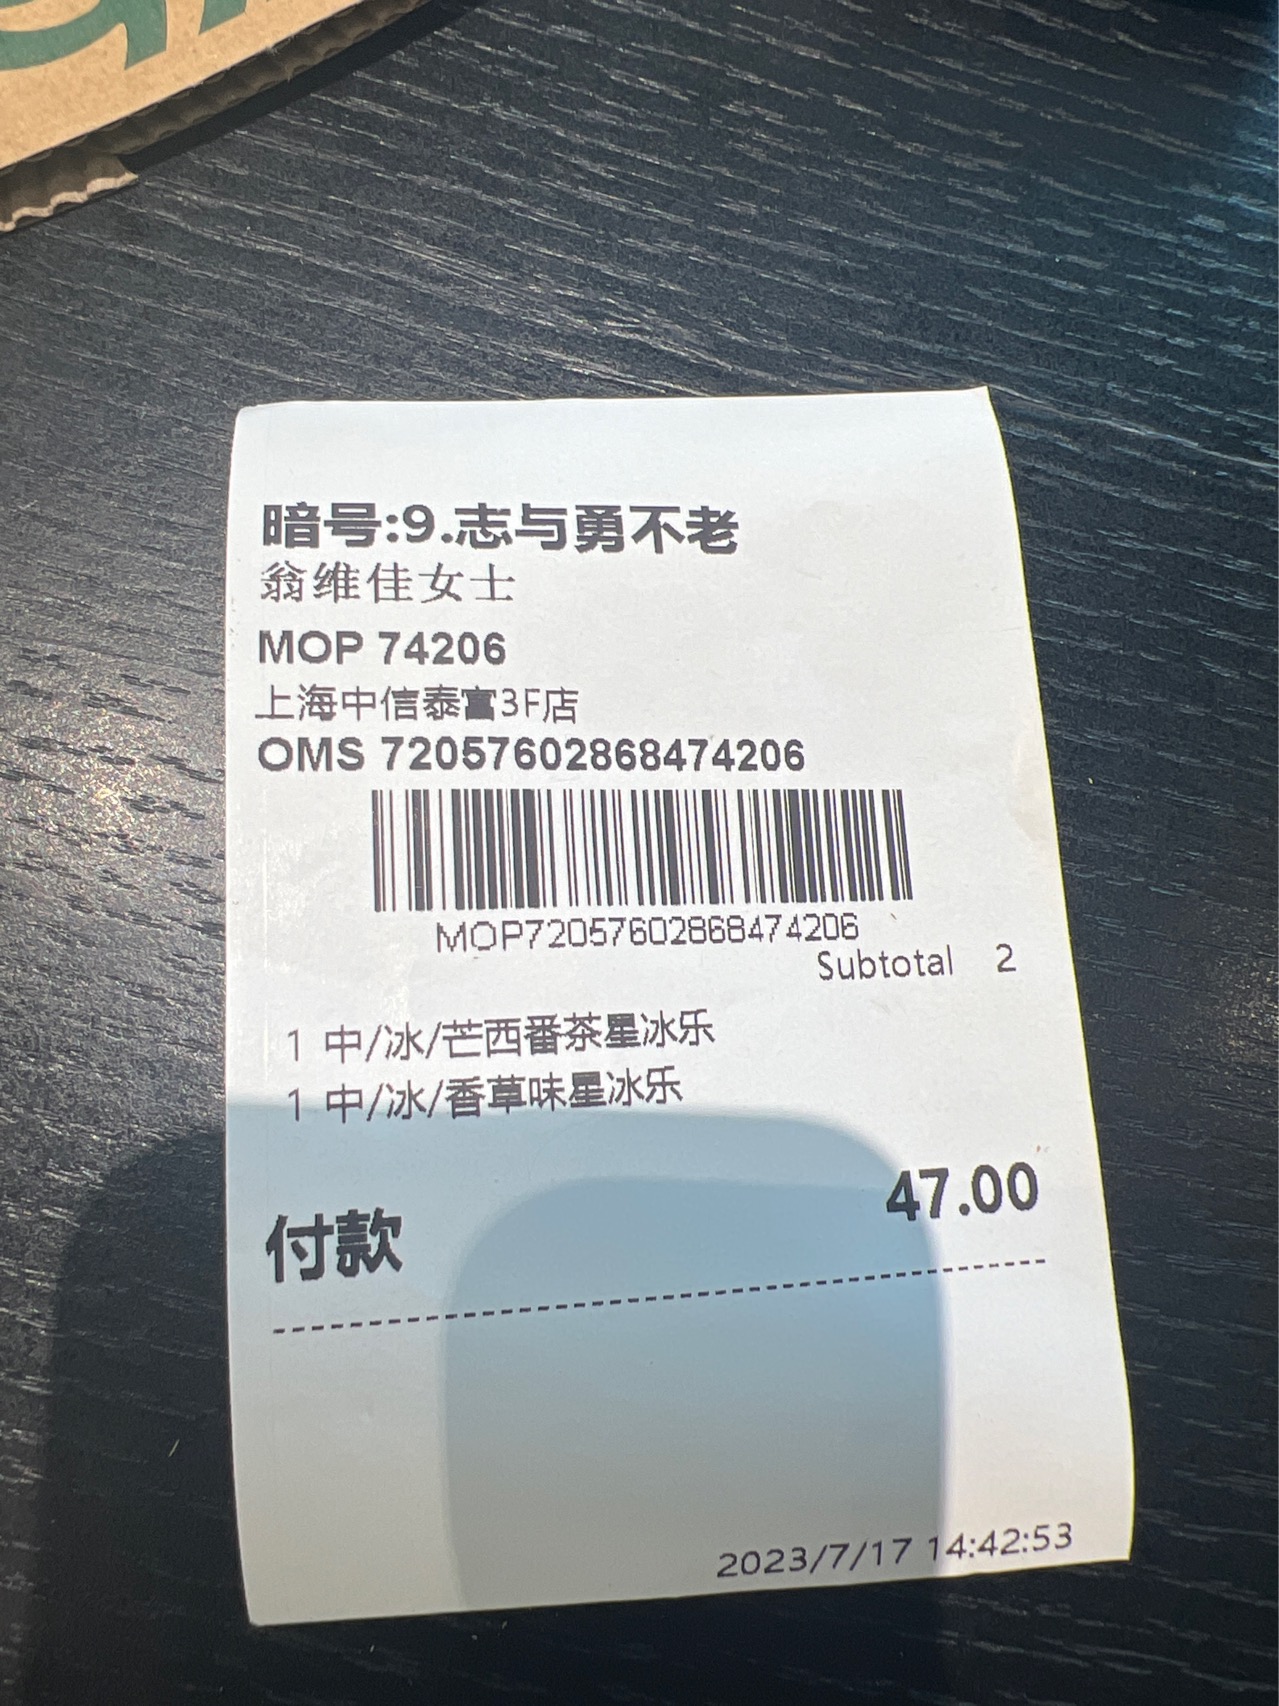 暗号:9.志与勇不老
翁维佳女士
MOP 74206
上海中信泰富3F店
OMS 72057602868474206
MOP72057602868474206
Subtotal 2
1 中/冰/芒西番茶星冰乐
1 中/冰/香草味星冰乐
47.00
付款
2023/7/17 14:42:53